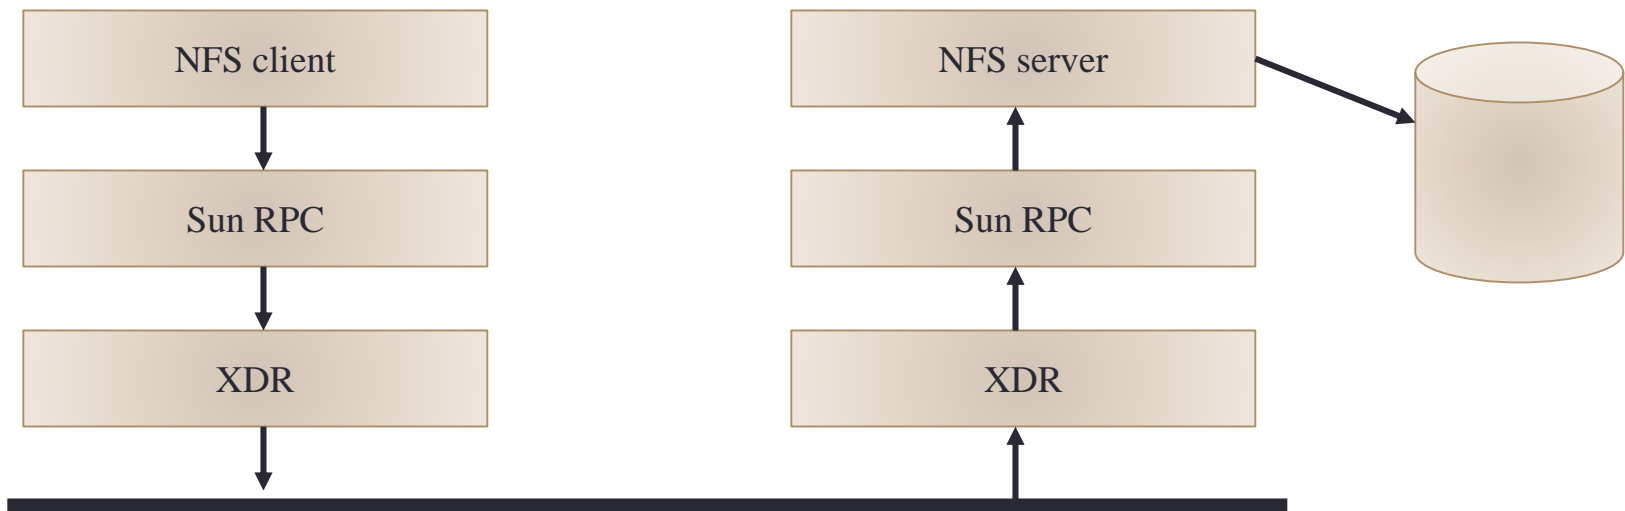 NFS client
NFS server
Sun RPC
Sun RPC
XDR
XDR